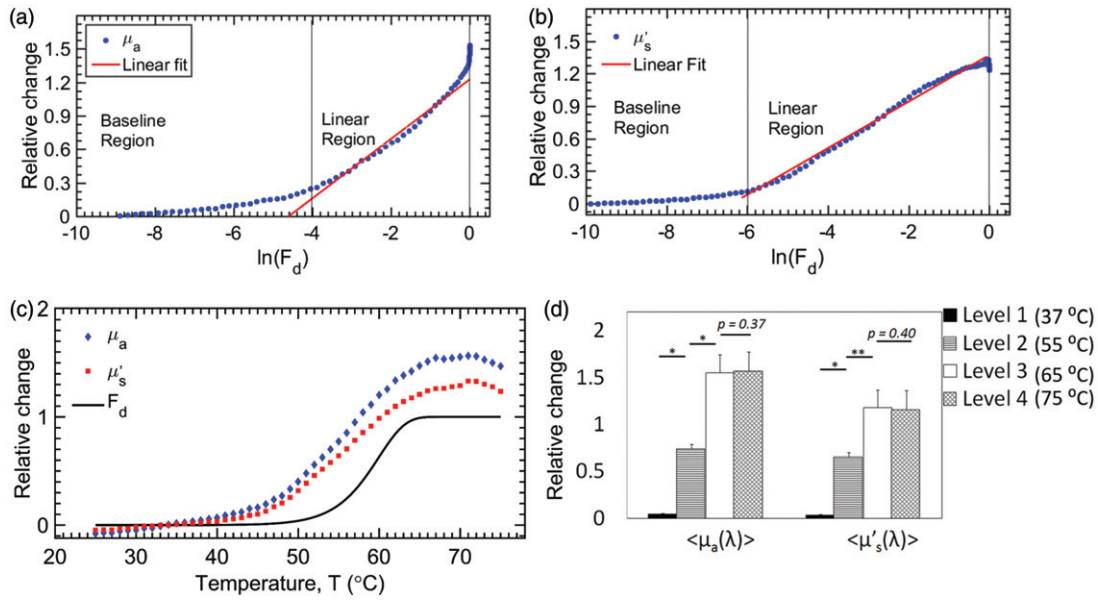 (a)
μa
Linear fit
Baseline
Region
Linear
Region
Relative change
1.5
1.2
0.9
0.6
0.3
0
-10 -8 -6 -4 -2 0
ln(Fd)
(b)
μ's
Linear Fit
Baseline
Region
Linear
Region
Relative change
1.5
1.2
0.9
0.6
0.3
0
-10 -8 -6 -4 -2 0
ln(Fd)
(c)
μa
μ's
Fd
Relative change
2
1
0
20 30 40 50 60 70
Temperature, T (°C)
(d)
Relative change
2
1.5
1
0.5
0
* * p = 0.37
* ** p = 0.40
<μa(λ)> <μ's(λ)>
Level 1 (37 ⁰C)
Level 2 (55 ⁰C)
Level 3 (65 ⁰C)
Level 4 (75 ⁰C)